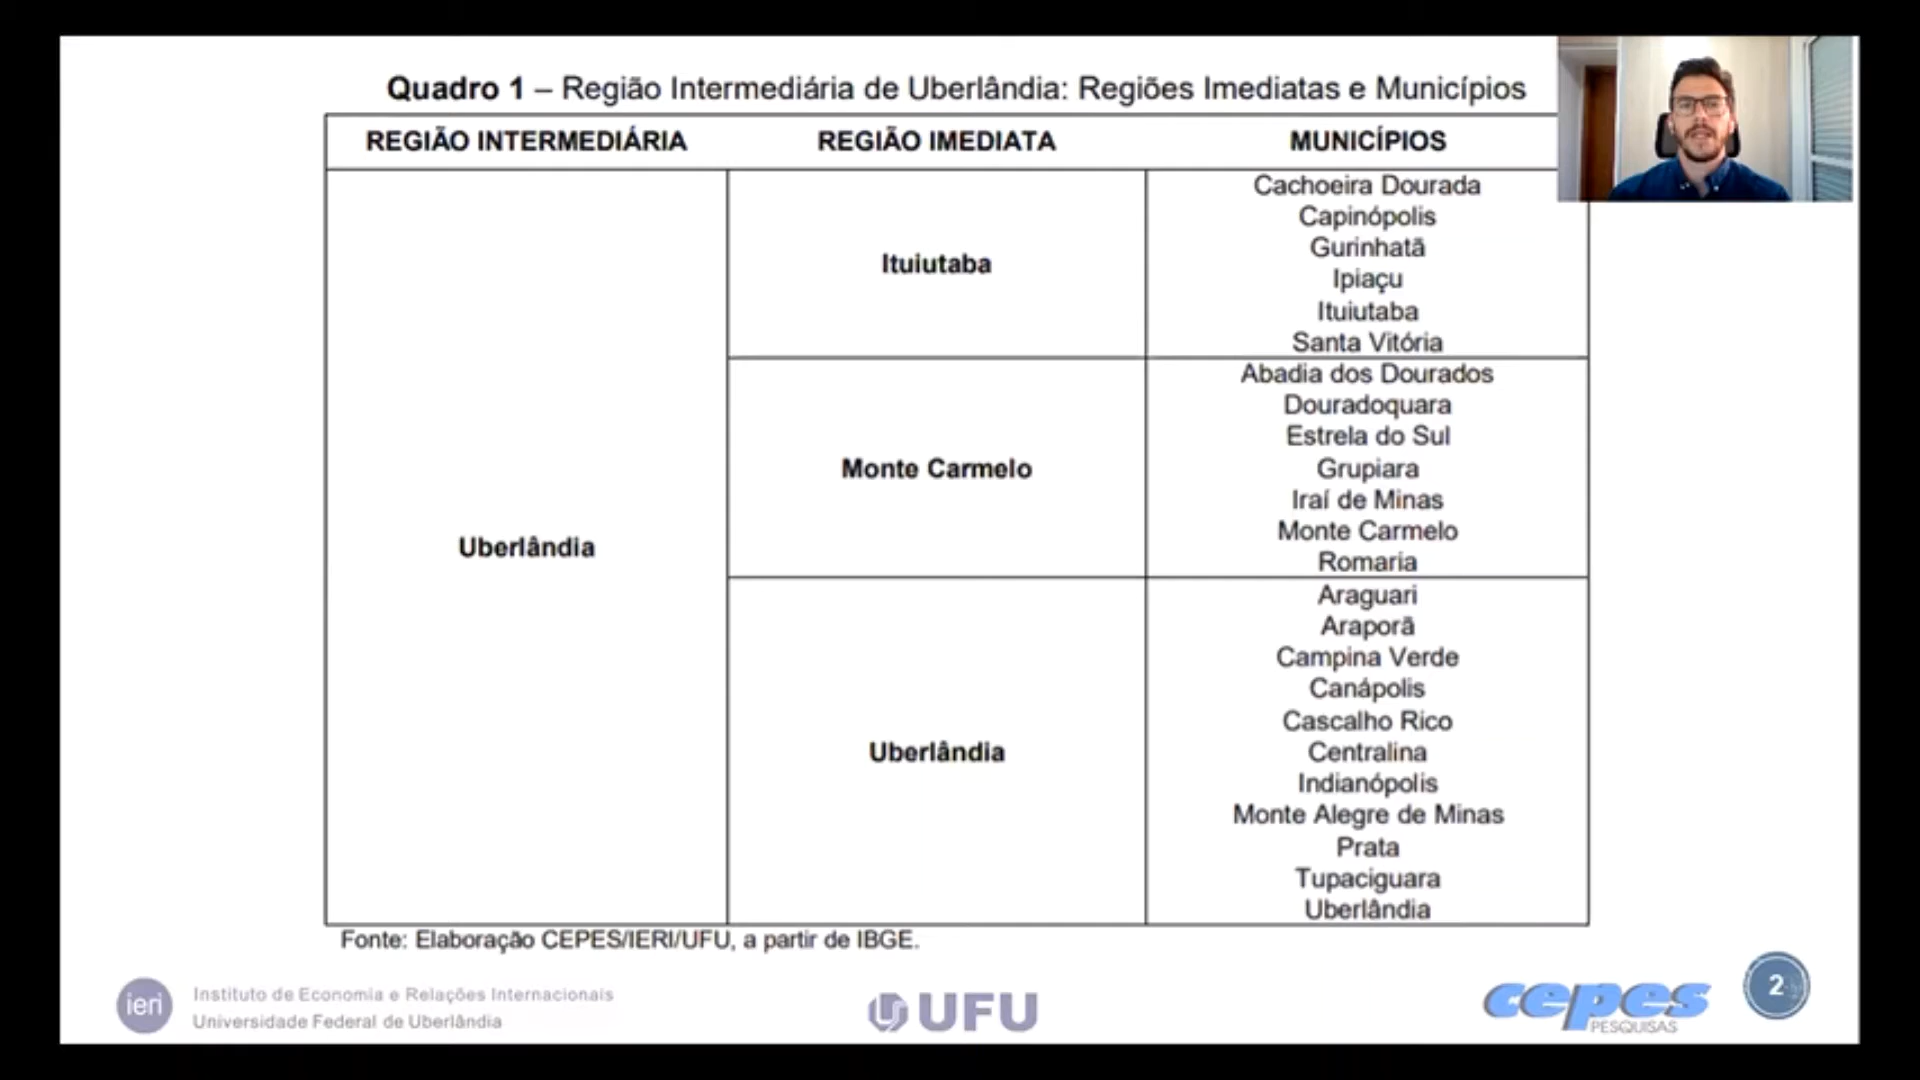 Quadro 1 – Região Intermediária de Uberlândia: Regiões Imediatas e Municípios
REGIÃO INTERMEDIÁRIA
REGIÃO IMEDIATA
MUNICÍPIOS
Uberlândia
Ituiutaba
Cachoeira Dourada
Capinópolis
Gurinhatã
Ipiaçu
Ituiutaba
Santa Vitória
Monte Carmelo
Abadia dos Dourados
Douradoquara
Estrela do Sul
Grupiara
Iraí de Minas
Monte Carmelo
Romaria
Uberlândia
Araguari
Araporã
Campina Verde
Canápolis
Cascalho Rico
Centralina
Indianópolis
Monte Alegre de Minas
Prata
Tupaciguara
Uberlândia
Fonte: Elaboração CEPES/IERI/UFU, a partir de IBGE.
ieri
Instituto de Economia e Relações Internacionais
Universidade Federal de Uberlândia
UFU
cepes
PESQUISAS
2